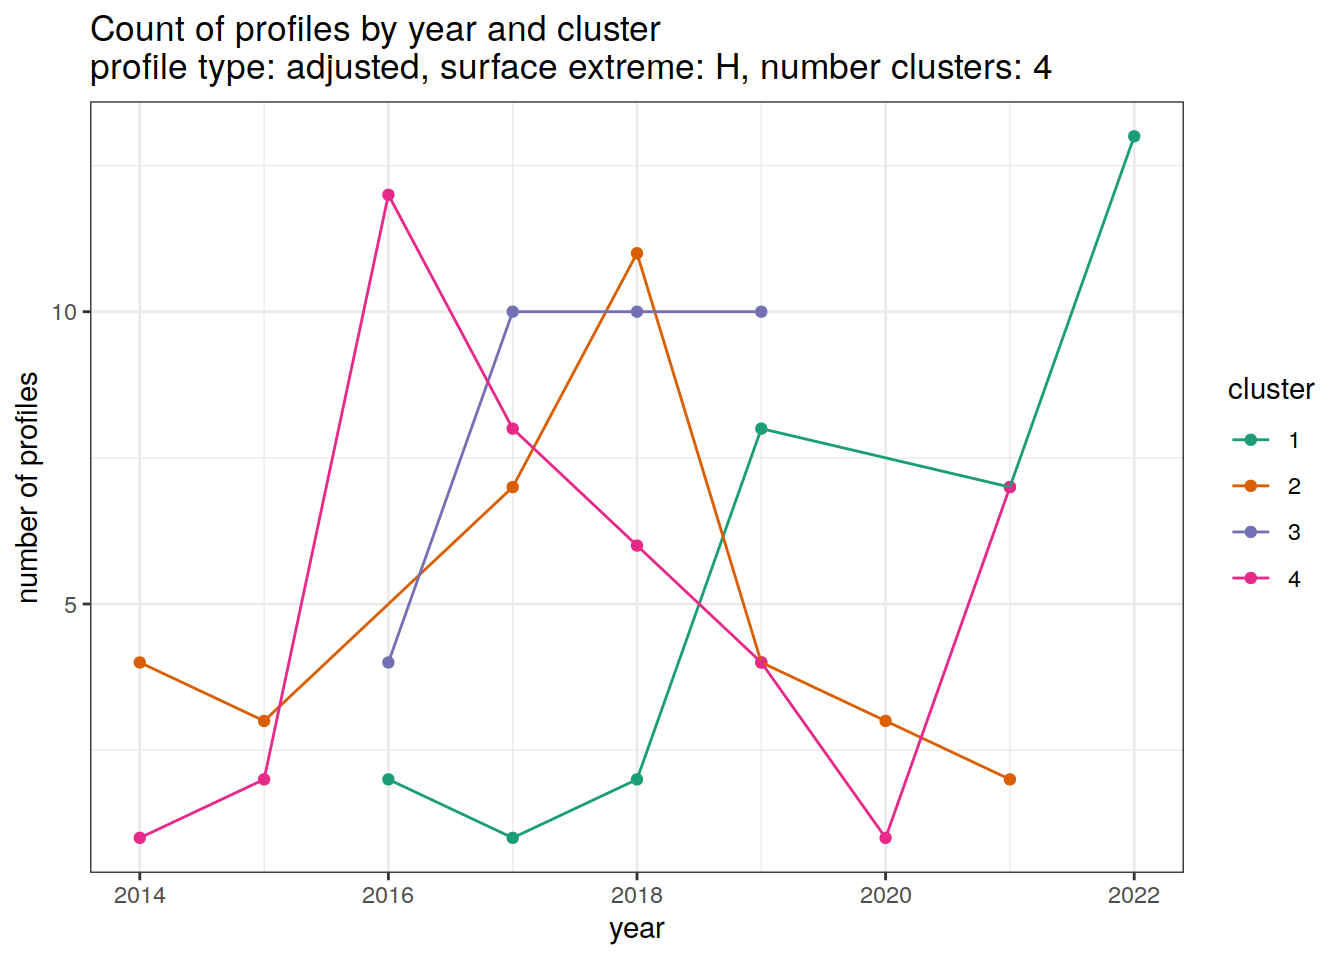 Count of profiles by year and cluster
profile type: adjusted, surface extreme: H, number clusters: 4
number of profiles
10
5
2014 2016 2018 2020 2022
year
cluster
1
2
3
4